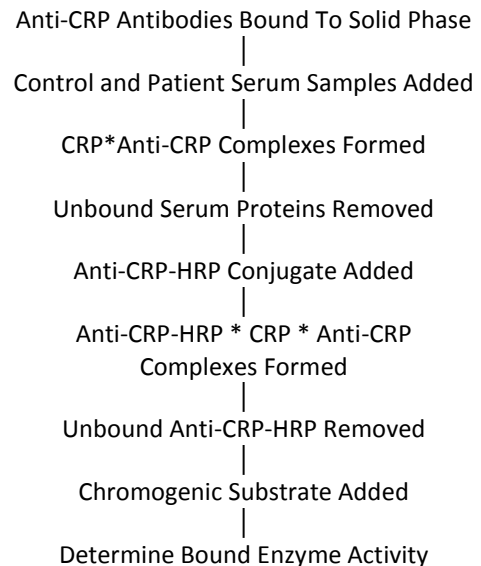 Anti-CRP Antibodies Bound To Solid Phase
Control and Patient Serum Samples Added
CRP*Anti-CRP Complexes Formed
Unbound Serum Proteins Removed
Anti-CRP-HRP Conjugate Added
Anti-CRP-HRP * CRP * Anti-CRP
Complexes Formed
Unbound Anti-CRP-HRP Removed
Chromogenic Substrate Added
Determine Bound Enzyme Activity